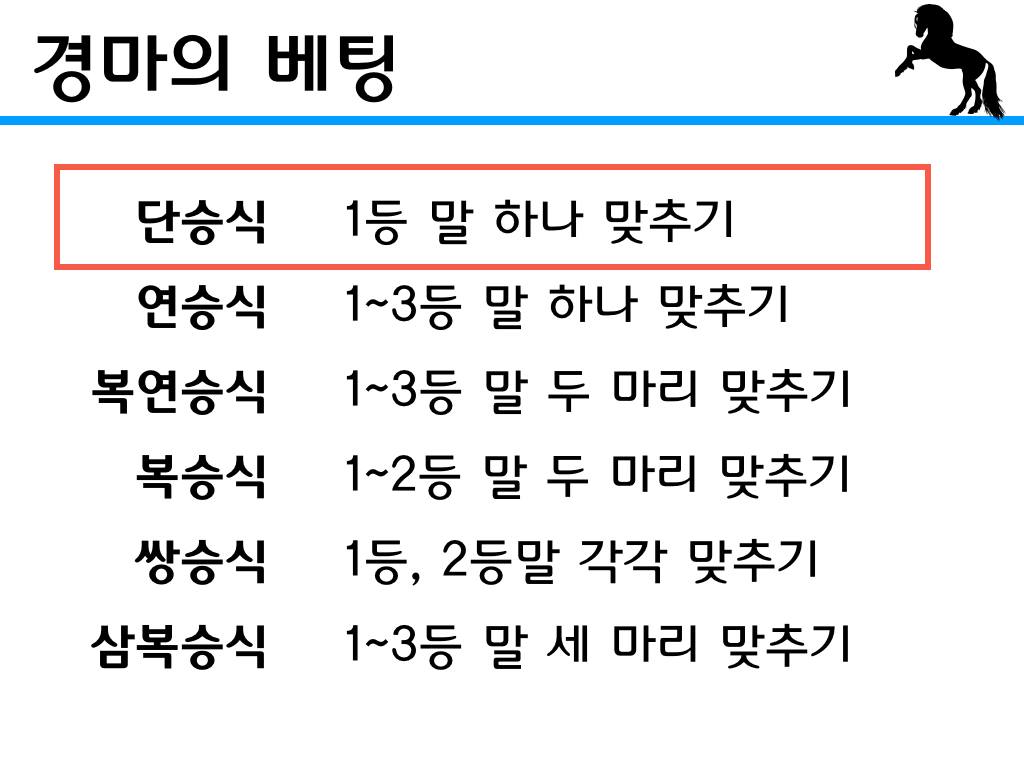 경마의 베팅
단승식 1등 말 하나 맞추기
연승식 1~3등 말 하나 맞추기
복연승식 1~3등 말 두 마리 맞추기
복승식 1~2등 말 두 마리 맞추기
쌍승식 1등, 2등말 각각 맞추기
삼복승식 1~3등 말 세 마리 맞추기